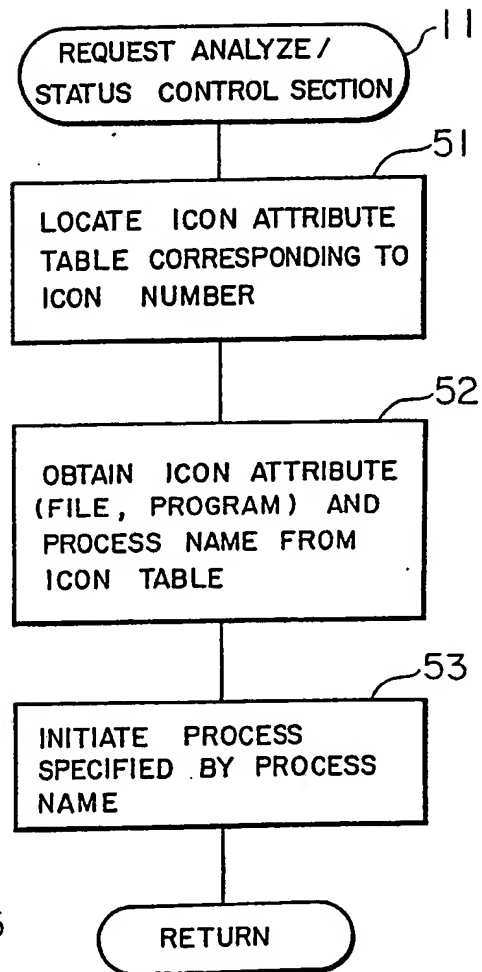 11
REQUEST ANALYZE/
STATUS CONTROL SECTION
51
LOCATE ICON ATTRIBUTE
TABLE CORRESPONDING TO
ICON NUMBER
52
OBTAIN ICON ATTRIBUTE
(FILE, PROGRAM) AND
PROCESS NAME FROM
ICON TABLE
53
INITIATE PROCESS
SPECIFIED BY PROCESS
NAME
RETURN